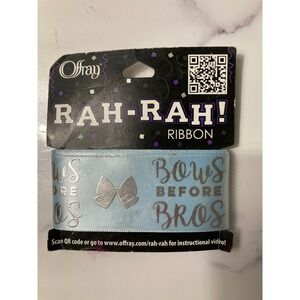 Offray
RAH-RAH!
RIBBON
BOWS
BEFORE
BROS
BOWS
BEFORE
BROS
Scan QR code or go to www.offray.com/rah-rah for instructional video!